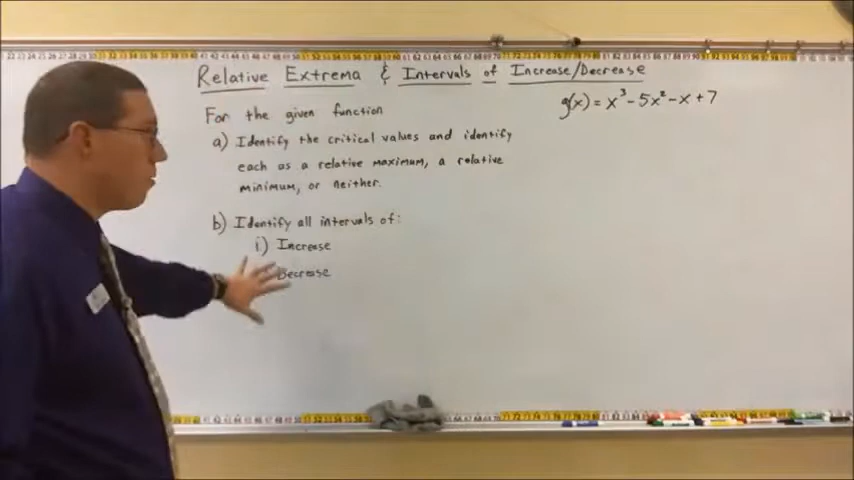 Relative Extrema & Intervals of Increase/Decrease
For the given function
g(x) = x³ - 5x² - x + 7
a) Identify the critical values and identify
each as a relative maximum, a relative
minimum, or neither.
b) Identify all intervals of:
i) Increase
Decrease